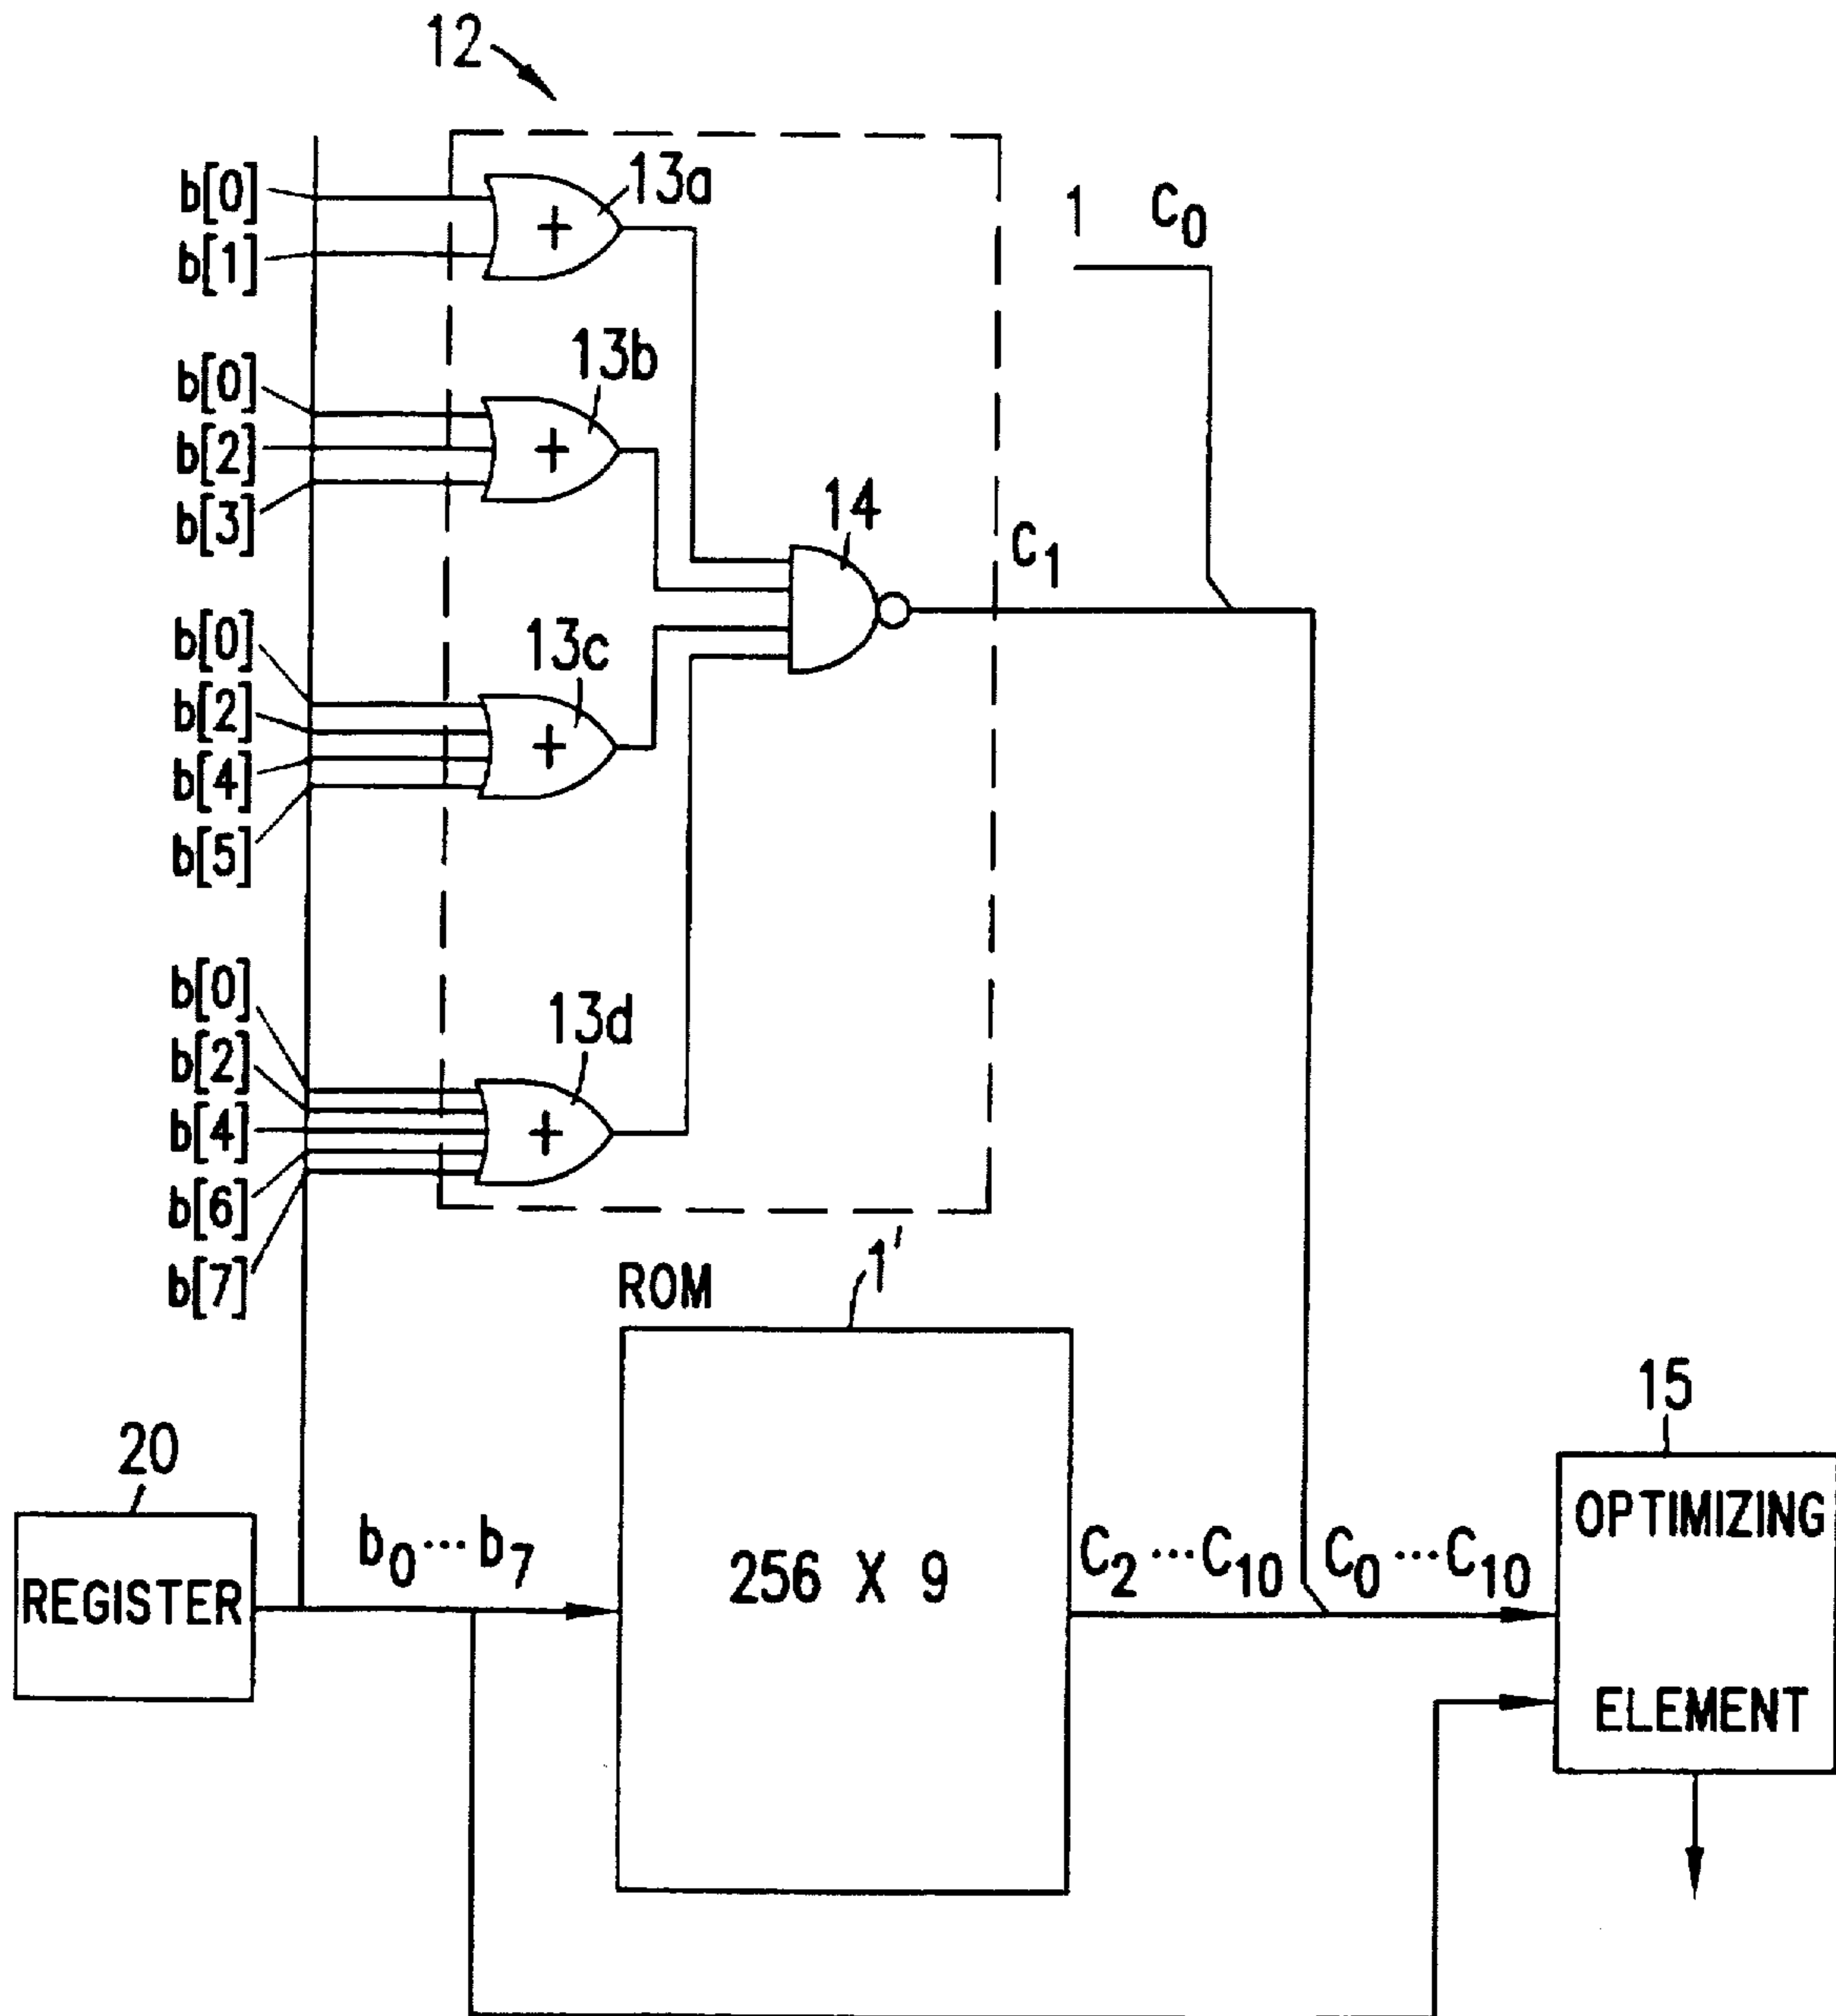 12
b[0]
b[1]
13a
1 C0
b[0]
b[2]
b[3]
13b
14
C1
b[0]
b[2]
b[4]
b[5]
13c
b[0]
b[2]
b[4]
b[6]
b[7]
13d
+
+
+
+
ROM
1'
20
REGISTER
b0...b7
256 X 9
C2...C10
C0...C10
15
OPTIMIZING
ELEMENT